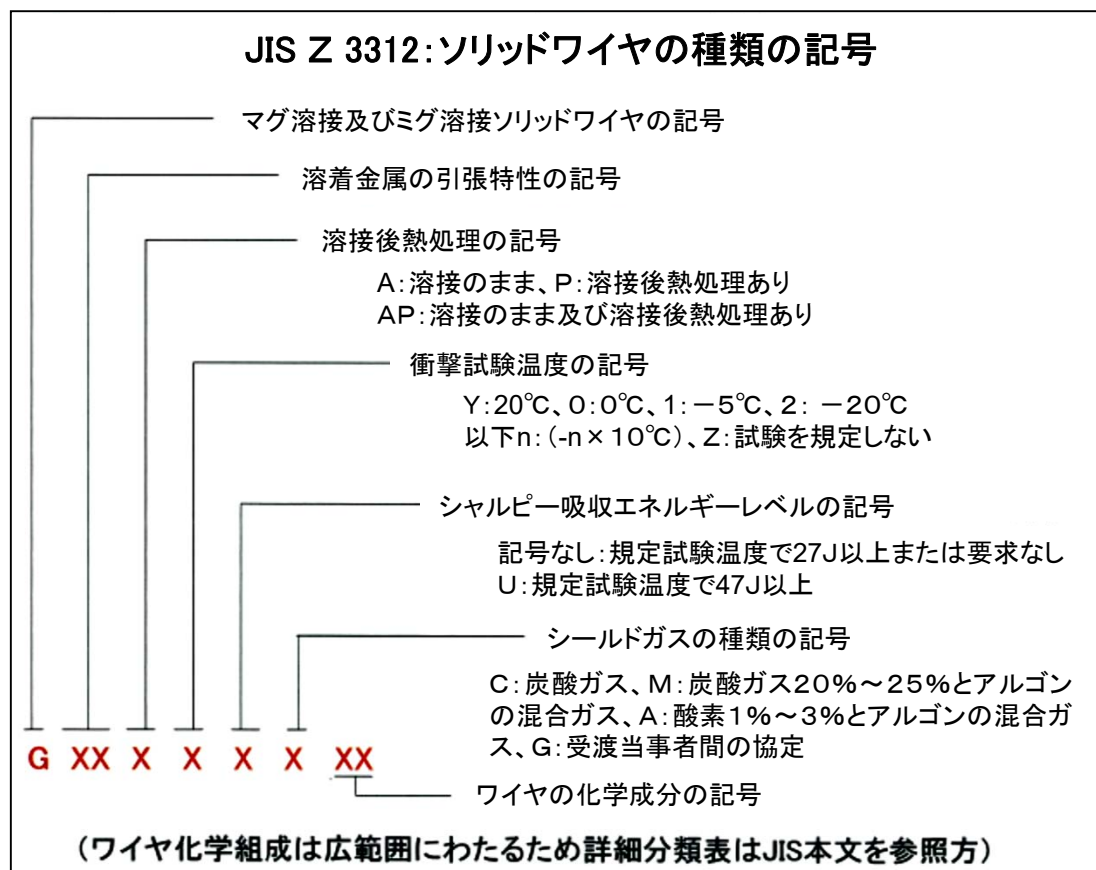 JIS Z 3312:ソリッドワイヤの種類の記号
マグ溶接及びミグ溶接ソリッドワイヤの記号
溶着金属の引張特性の記号
溶接後熱処理の記号
A:溶接のまま、P:溶接後熱処理あり
AP:溶接のまま及び溶接後熱処理あり
衝撃試験温度の記号
Y:20℃、0:0℃、1:-5℃、2: -20℃
以下n:(-n×10℃)、Z:試験を規定しない
シャルピー吸収エネルギーレベルの記号
記号なし:規定試験温度で27J以上または要求なし
U:規定試験温度で47J以上
シールドガスの種類の記号
C:炭酸ガス、M:炭酸ガス20%~25%とアルゴン
の混合ガス、A:酸素1%~3%とアルゴンの混合ガ
ス、G:受渡当事者間の協定
G XX X X X X XX
ワイヤの化学成分の記号
(ワイヤ化学組成は広範囲にわたるため詳細分類表はJIS本文を参照方)